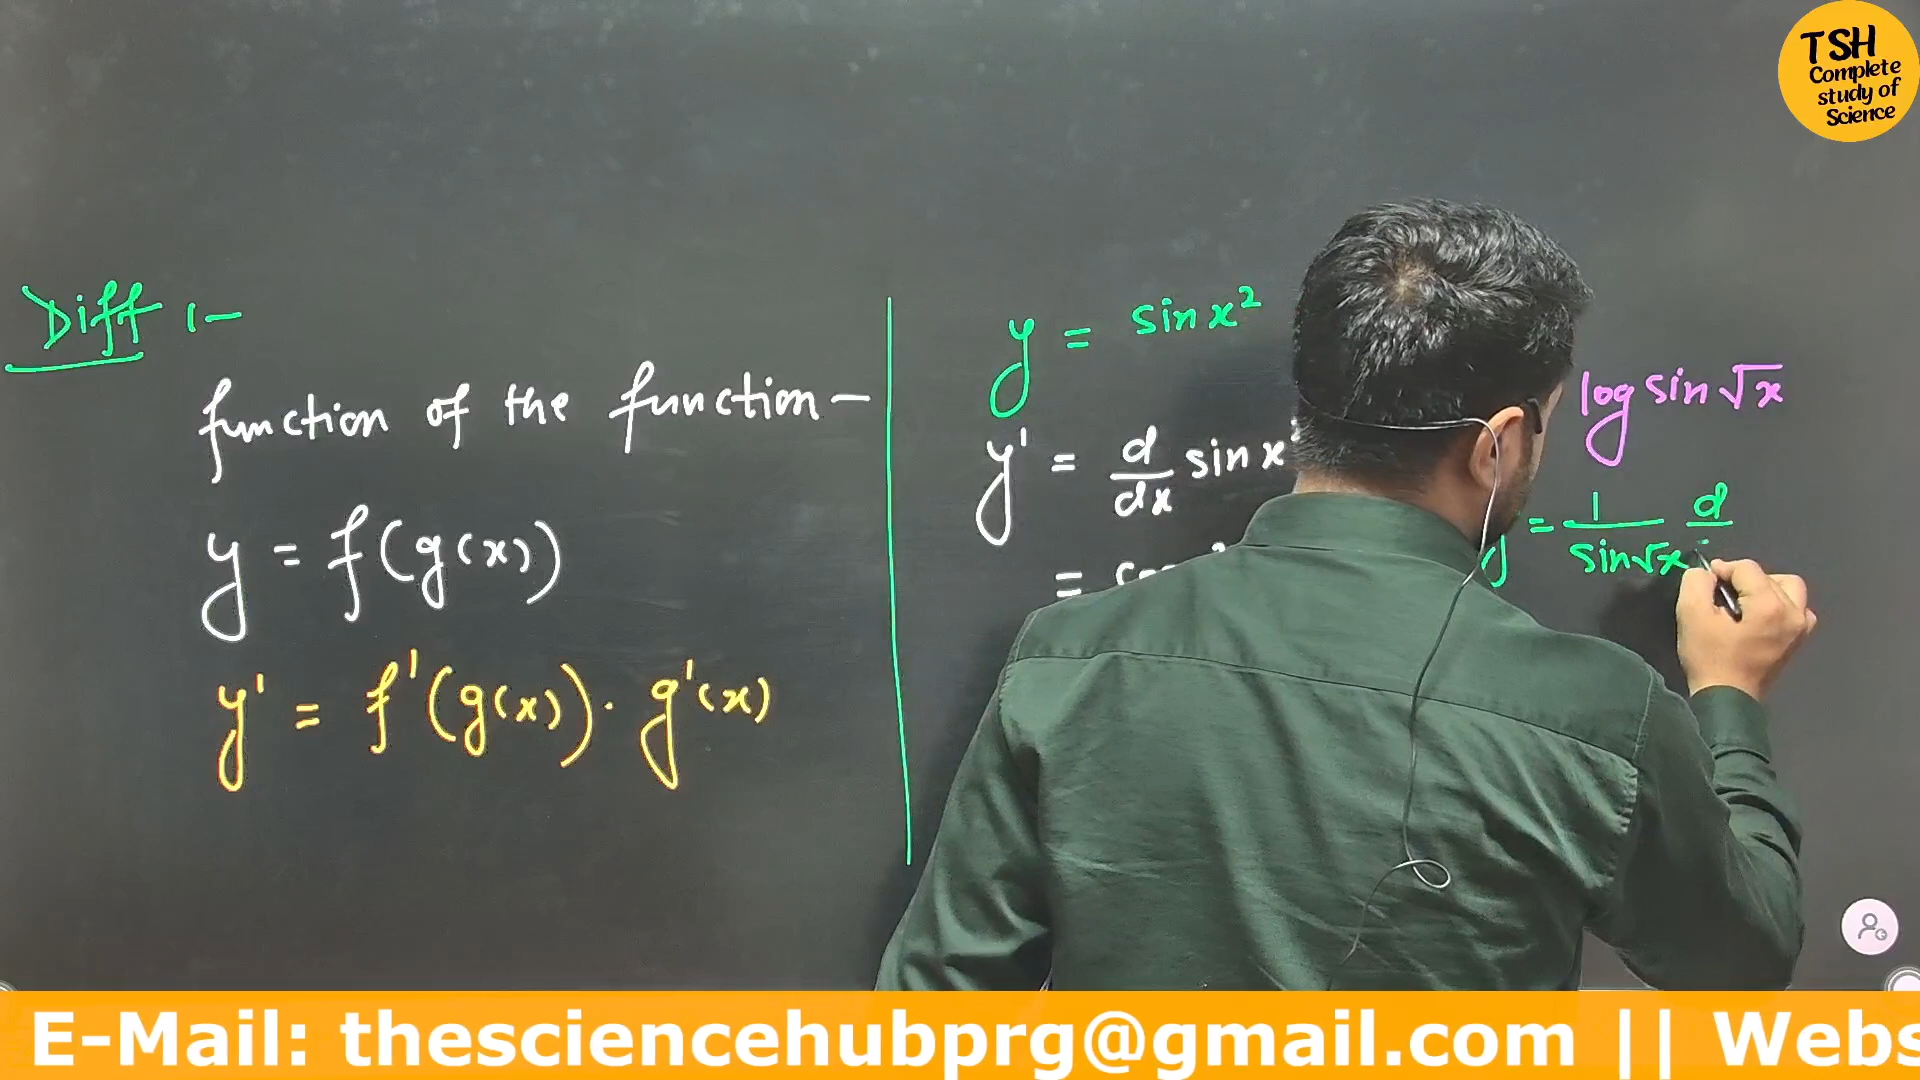 TSH
Complete
study of
Science
Diff :-
function of the function -
y = f(g(x))
y' = f'(g(x)) · g'(x)
y = sin x²
y' = d/dx sin x
=
log sin √x
y = 1/sin√x d
E-Mail: thesciencehubprg@gmail.com || Webs